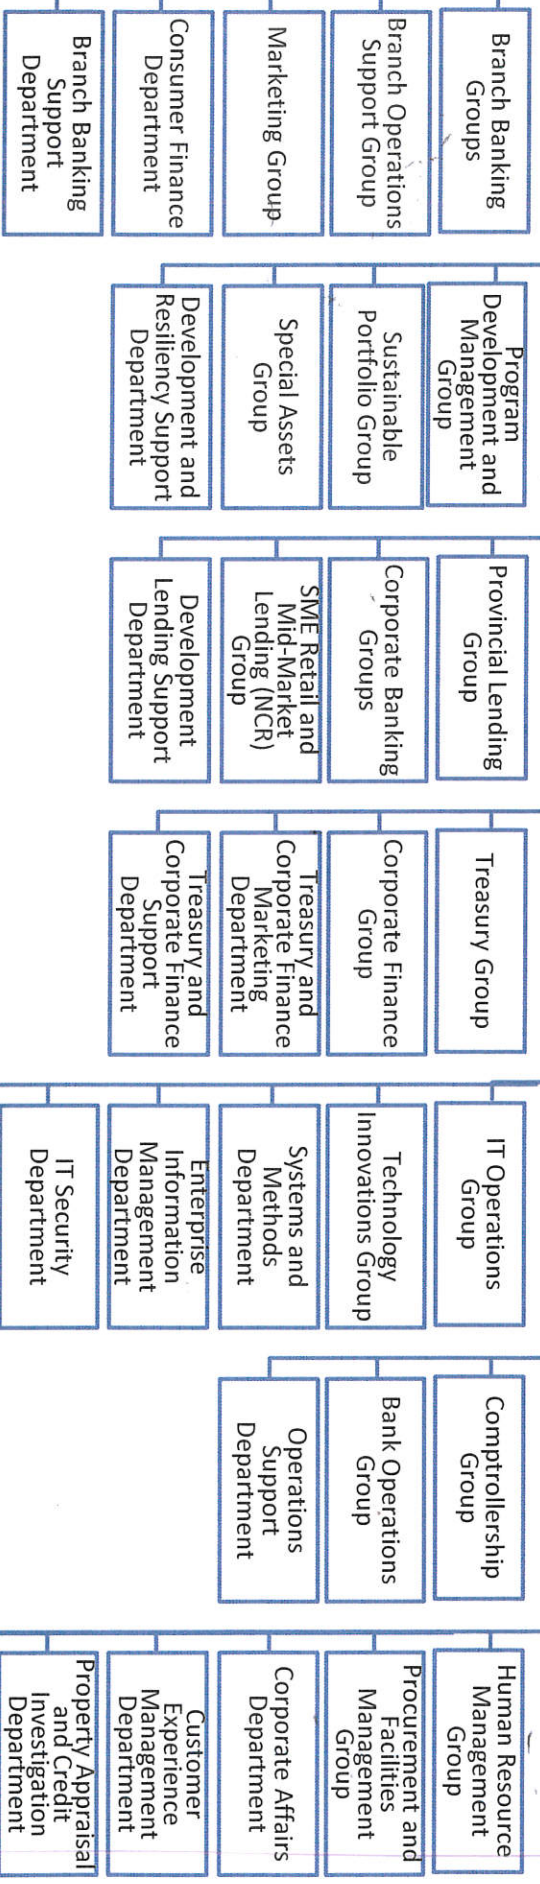 Branch Banking
Groups
Branch Operations
Support Group
Marketing Group
Consumer Finance
Department
Branch Banking
Support
Department
Program
Development and
Management
Group
Sustainable
Portfolio Group
Special Assets
Group
Development and
Resiliency Support
Department
Provincial Lending
Group
Corporate Banking
Groups
SME Retail and
Mid-Market
Lending (NCR)
Group
Development
Lending Support
Department
Treasury Group
Corporate Finance
Group
Treasury and
Corporate Finance
Marketing
Department
Treasury and
Corporate Finance
Support
Department
IT Operations
Group
Technology
Innovations Group
Systems and
Methods
Department
Enterprise
Information
Management
Department
IT Security
Department
Comptrollership
Group
Bank Operations
Group
Operations
Support
Department
Human Resource
Management
Group
Procurement and
Facilities
Management
Group
Corporate Affairs
Department
Customer
Experience
Management
Department
Property Appraisal
and Credit
Investigation
Department